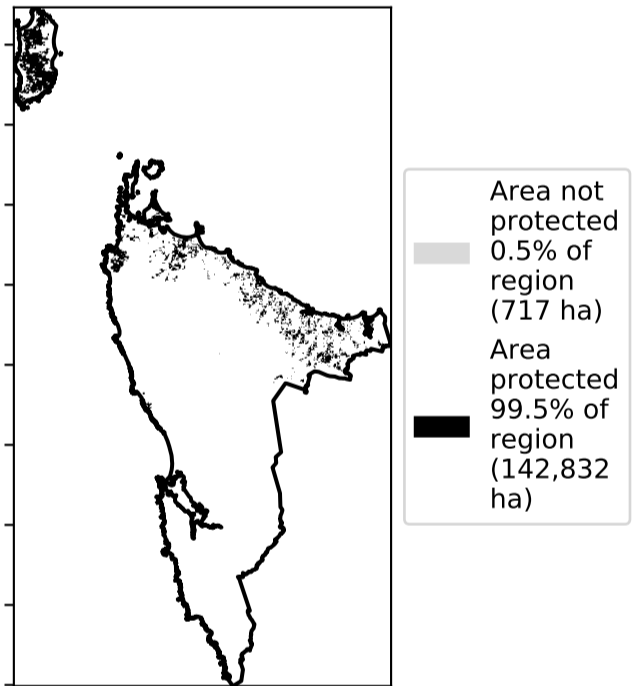 Area not
protected
0.5% of
region
(717 ha)
Area
protected
99.5% of
region
(142,832
ha)